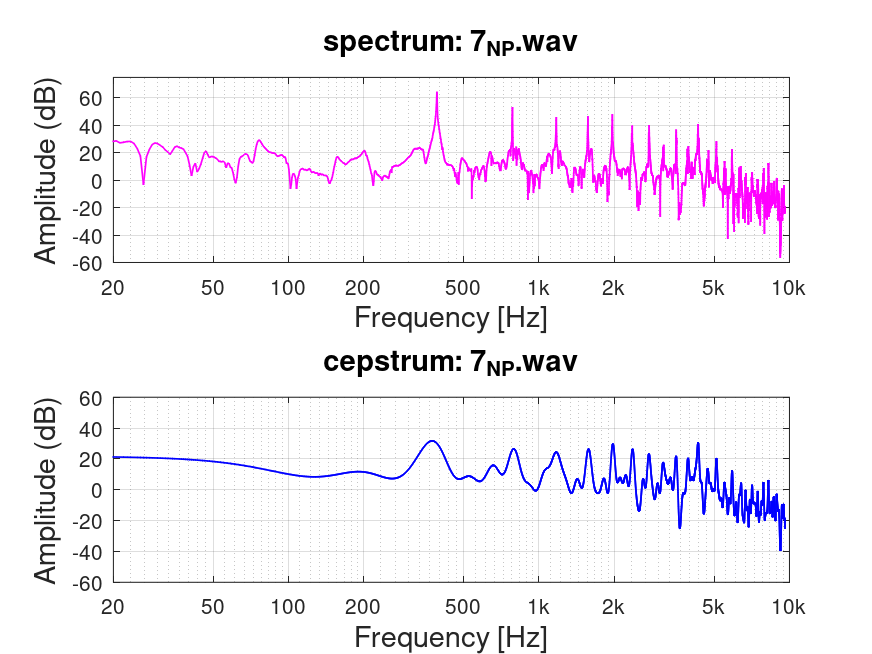 spectrum: 7NP.wav
Amplitude (dB)
60
40
20
0
-20
-40
-60
20 50 100 200 500 1k 2k 5k 10k
Frequency [Hz]
cepstrum: 7NP.wav
Amplitude (dB)
60
40
20
0
-20
-40
-60
20 50 100 200 500 1k 2k 5k 10k
Frequency [Hz]